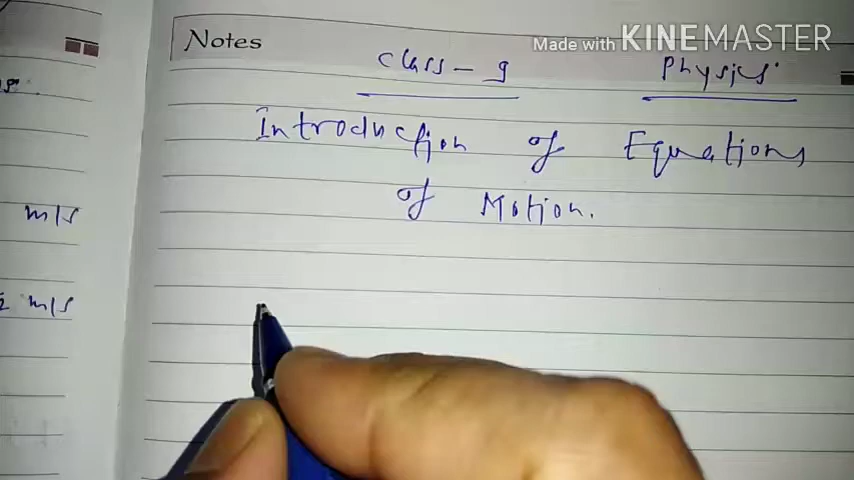 Made with KINEMASTER
Notes
Class - 9 Physics
Introduction of Equations
of Motion.
m/s
m/s